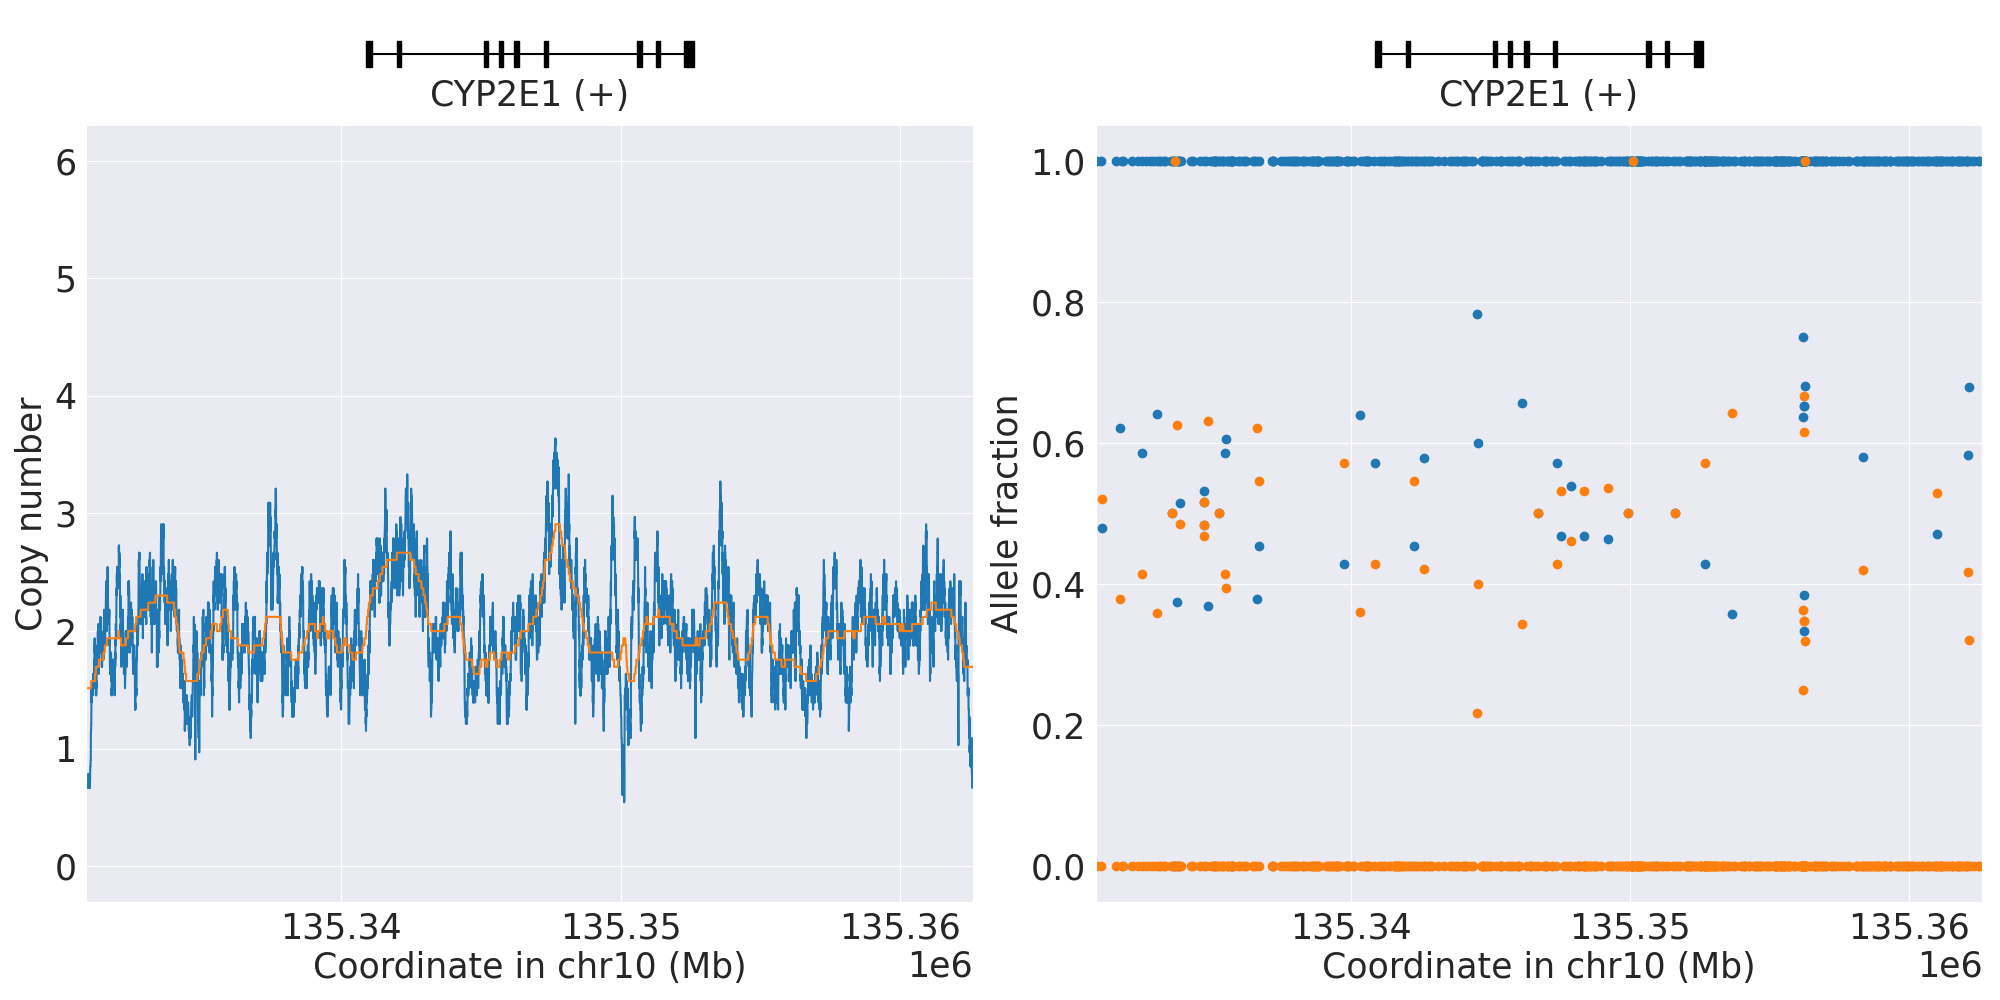 CYP2E1 (+)
6
5
4
3
2
1
0
Copy number
135.34 135.35 135.36
Coordinate in chr10 (Mb)
1e6
CYP2E1 (+)
1.0
0.8
0.6
0.4
0.2
0.0
Allele fraction
135.34 135.35 135.36
Coordinate in chr10 (Mb)
1e6